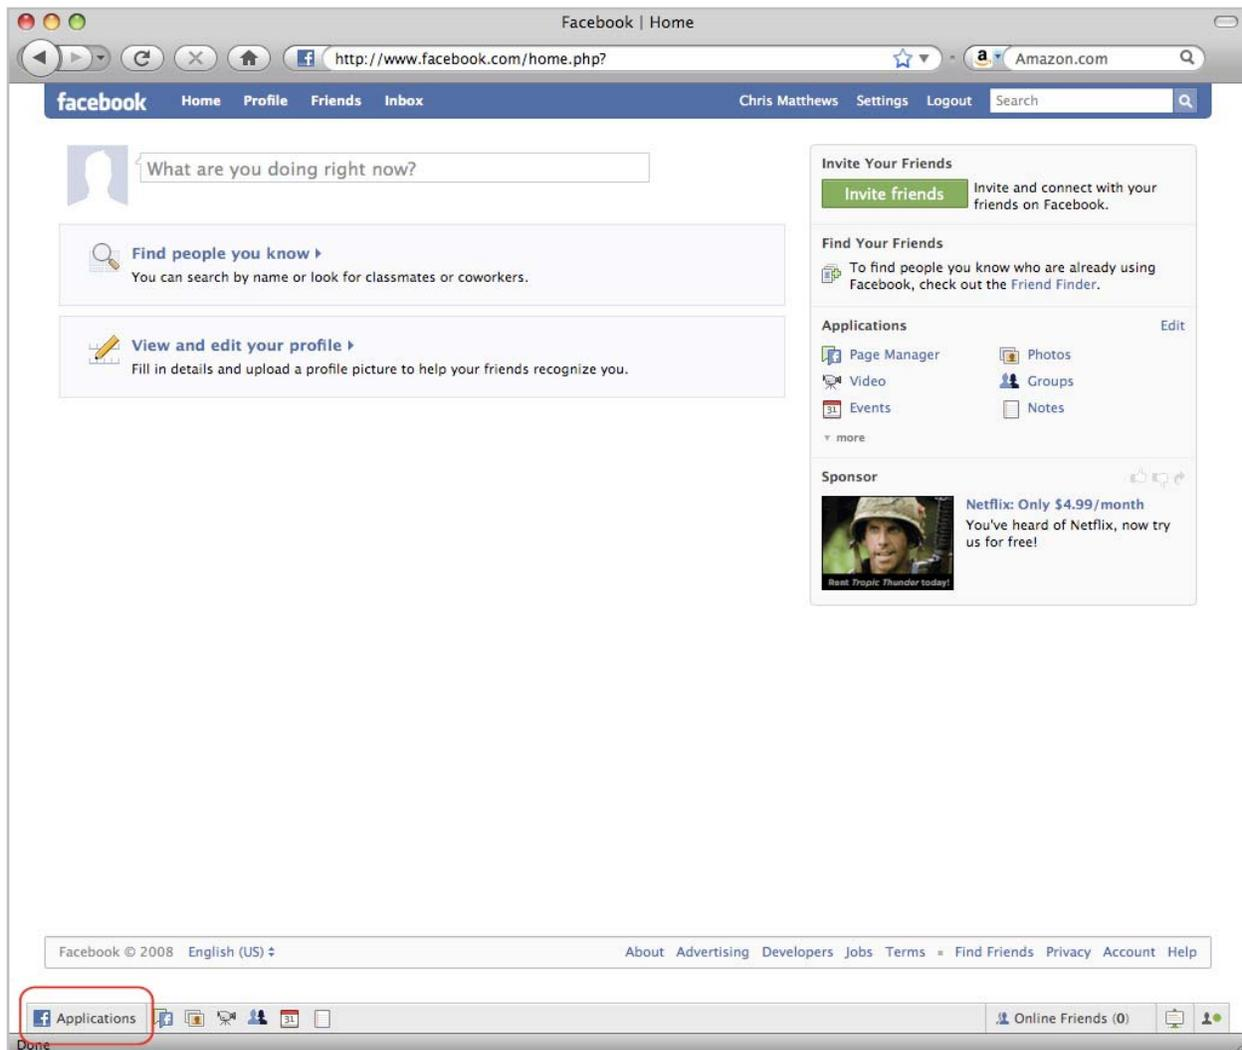 Facebook | Home
http://www.facebook.com/home.php?
a
Amazon.com
facebook Home Profile Friends Inbox Chris Matthews Settings Logout Search
What are you doing right now?
Find people you know
You can search by name or look for classmates or coworkers.
View and edit your profile
Fill in details and upload a profile picture to help your friends recognize you.
Invite Your Friends
Invite friends
Invite and connect with your
friends on Facebook.
Find Your Friends
To find people you know who are already using
Facebook, check out the Friend Finder.
Applications Edit
Page Manager Photos
Video Groups
31 Events Notes
more
Sponsor
Netflix: Only $4.99/month
You've heard of Netflix, now try
us for free!
Rent Tropic Thunder today!
Facebook © 2008 English (US) About Advertising Developers Jobs Terms Find Friends Privacy Account Help
Applications 31 Online Friends (0)
Done